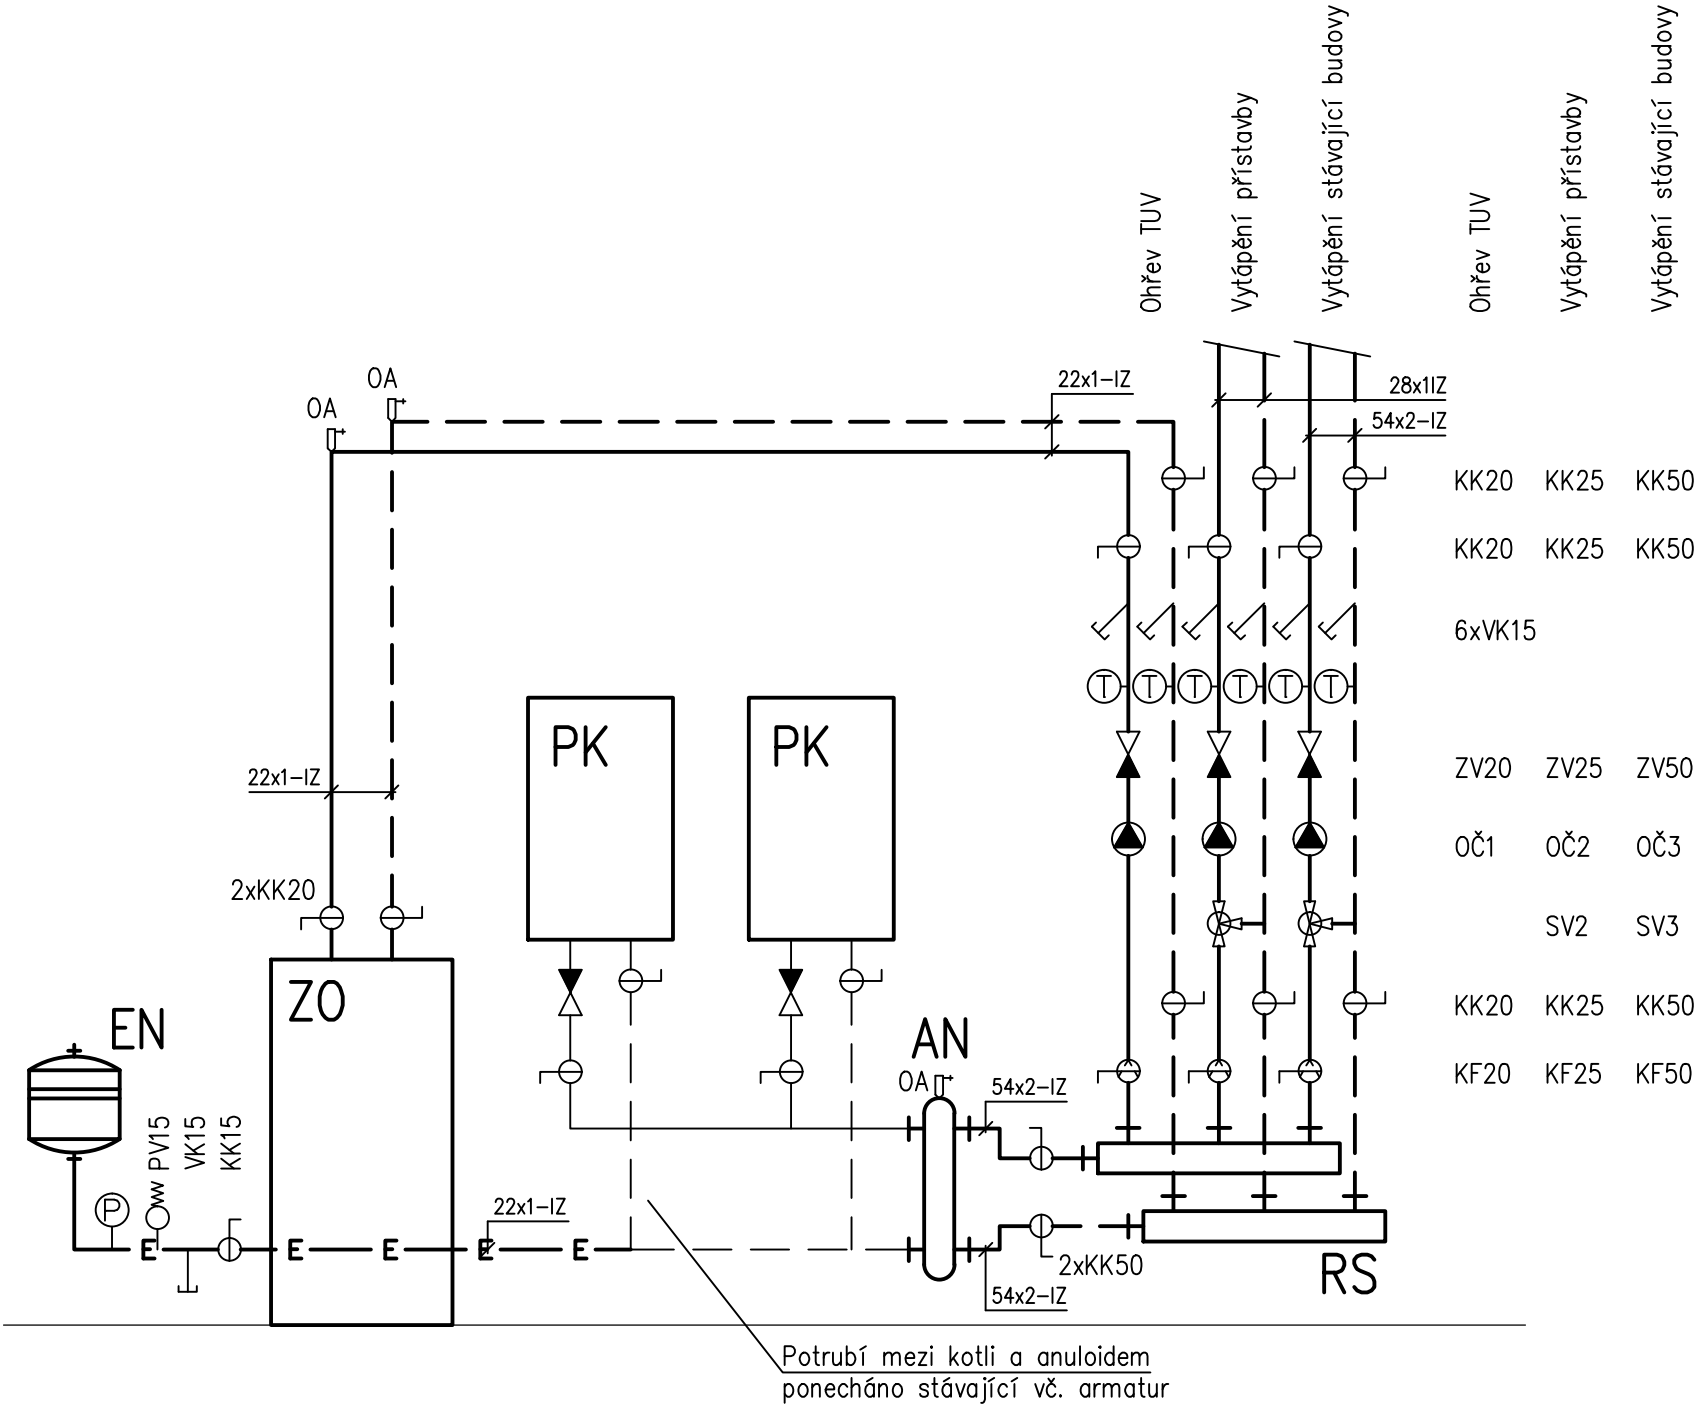 Ohřev TUV
Vytápění přístavby
Vytápění stávající budovy
Ohřev TUV
Vytápění přístavby
Vytápění stávající budovy
OA
OA
22x1-IZ
28x1IZ
54x2-IZ
KK20 KK25 KK50
KK20 KK25 KK50
6xVK15
T T T T T T
PK
PK
22x1-IZ
ZV20 ZV25 ZV50
OČ1 OČ2 OČ3
2xKK20
SV2 SV3
ZO
EN
KK20 KK25 KK50
AN
OA
54x2-IZ
KF20 KF25 KF50
PV15
VK15
KK15
P
22x1-IZ
E E E E E
2xKK50
RS
54x2-IZ
Potrubí mezi kotli a anuloidem
ponecháno stávající vč. armatur